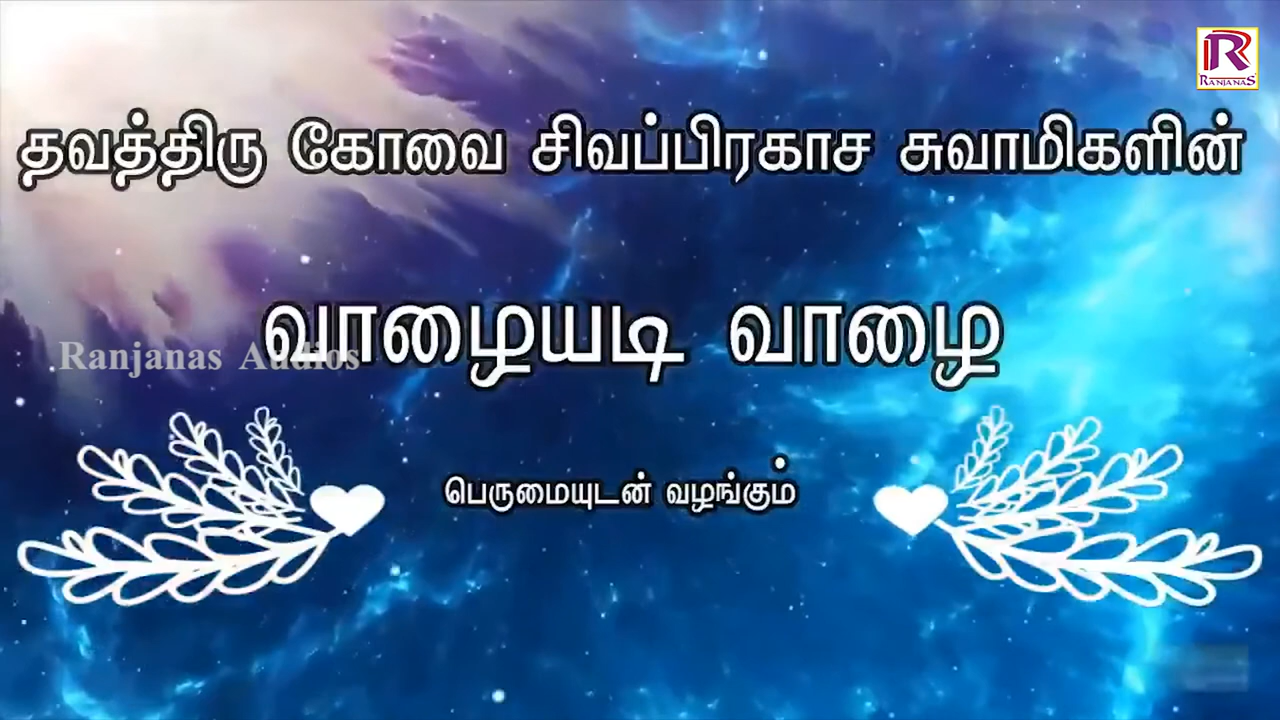 RANJANAS
தவத்திரு கோவை சிவப்பிரகாச சுவாமிகளின்
வாழையடி வாழை
Ranjanas Audios
பெருமையுடன் வழங்கும்